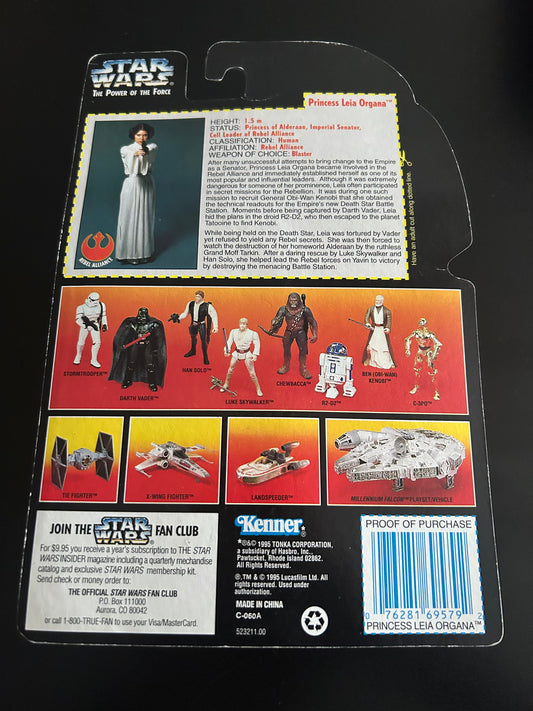 STAR
WARS
THE POWER OF THE FORCE
Princess Leia Organa™
HEIGHT: 1.5 m
STATUS: Princess of Alderaan, Imperial Senator,
Cell Leader of Rebel Alliance
CLASSIFICATION: Human
AFFILIATION: Rebel Alliance
WEAPON OF CHOICE: Blaster
After many unsuccessful attempts to bring change to the Empire
as a Senator, Princess Leia Organa became involved in the
Rebel Alliance and immediately established herself as one of its
most popular and influential leaders. Although it was extremely
dangerous for someone of her prominence, Leia often participated
in secret missions for the Rebellion. It was during one such
mission to recruit General Obi-Wan Kenobi that she obtained
the technical readouts for the Empire's new Death Star Battle
Station. Moments before being captured by Darth Vader, Leia
hid the plans in the droid R2-D2, who then escaped to the planet
Tatooine to find Kenobi.
While being held on the Death Star, Leia was tortured by Vader
yet refused to yield any Rebel secrets. She was then forced to
watch the destruction of her homeworld Alderaan by the ruthless
Grand Moff Tarkin. After a daring rescue by Luke Skywalker and
Han Solo, she helped lead the Rebel forces on Yavin to victory
by destroying the menacing Battle Station.
REBEL ALLIANCE
Have an adult cut along dotted line.
STORMTROOPER™
DARTH VADER™
HAN SOLO™
LUKE SKYWALKER™
CHEWBACCA™
R2-D2™
BEN (OBI-WAN)
KENOBI™
C-3PO™
TIE FIGHTER™
X-WING FIGHTER™
LANDSPEEDER™
MILLENNIUM FALCON™ PLAYSET/VEHICLE
JOIN THE STAR WARS FAN CLUB
For $9.95 you receive a year's subscription to THE STAR
WARS INSIDER magazine including a quarterly merchandise
catalog and exclusive STAR WARS membership kit.
Send check or money order to:
THE OFFICIAL STAR WARS FAN CLUB
P.O. Box 111000
Aurora, CO 80042
or call 1-800-TRUE-FAN to use your Visa/MasterCard.
Kenner®
*®&© 1995 TONKA CORPORATION,
a subsidiary of Hasbro, Inc.,
Pawtucket, Rhode Island 02862.
All Rights Reserved.
®,™ & © 1995 Lucasfilm Ltd. All
Rights Reserved. Used under
authorization.
MADE IN CHINA
C-060A
523211.00
PROOF OF PURCHASE
0 76281 69579 2
PRINCESS LEIA ORGANA™